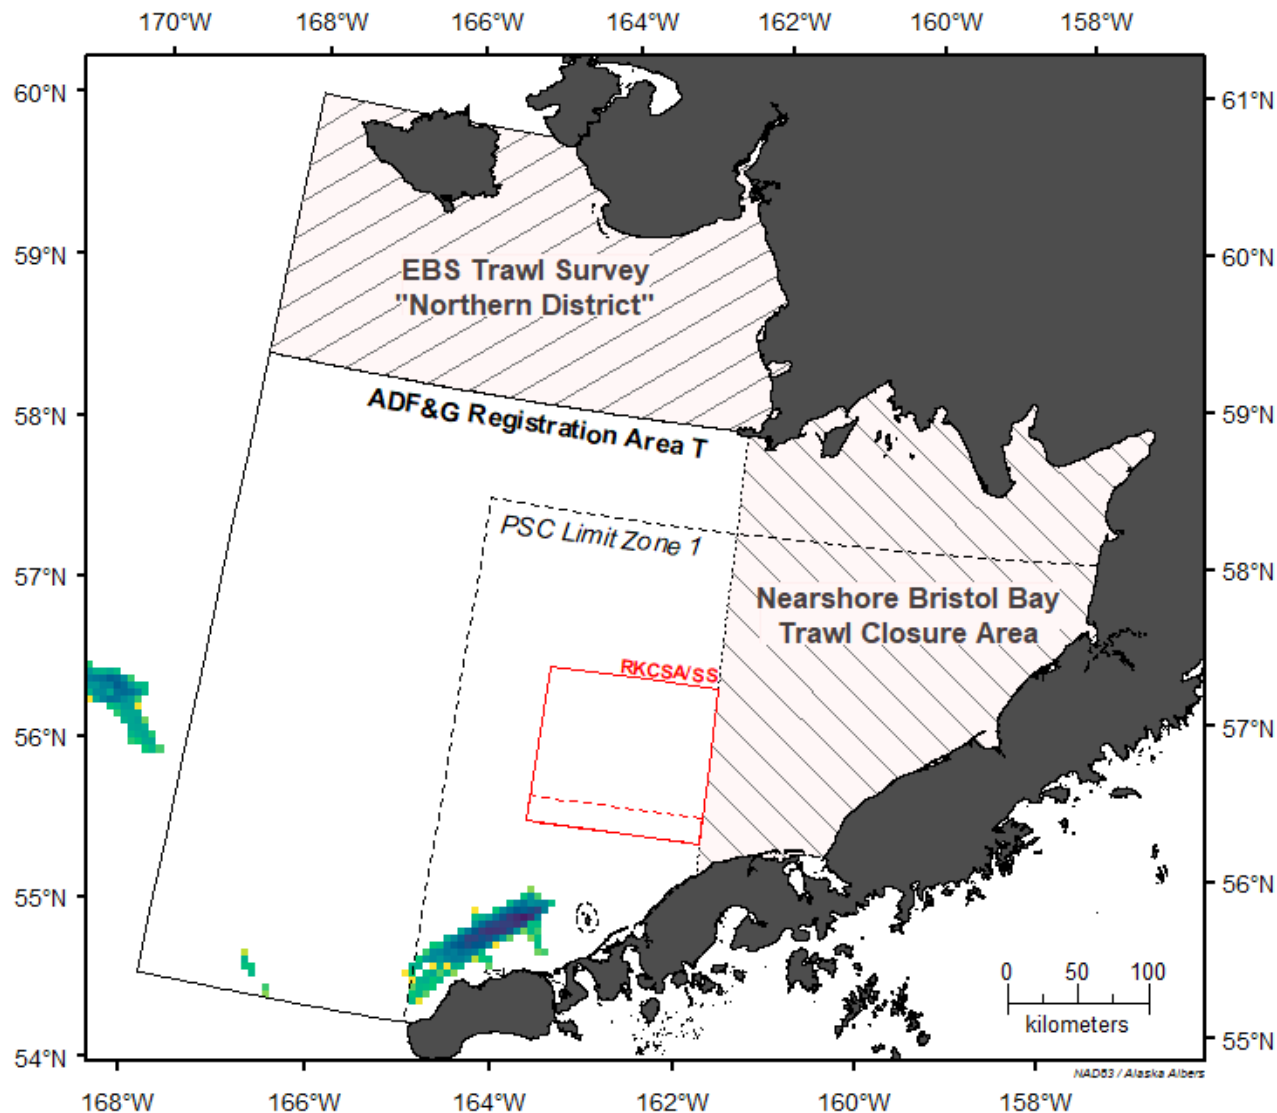 170°W 168°W 166°W 164°W 162°W 160°W 158°W
60°N
61°N
59°N
60°N
EBS Trawl Survey
"Northern District"
58°N
59°N
ADF&G Registration Area T
PSC Limit Zone 1
57°N
58°N
Nearshore Bristol Bay
Trawl Closure Area
RKCSA/SS
56°N
57°N
55°N
56°N
0 50 100
kilometers
54°N
55°N
NAD83 / Alaska Albers
168°W 166°W 164°W 162°W 160°W 158°W